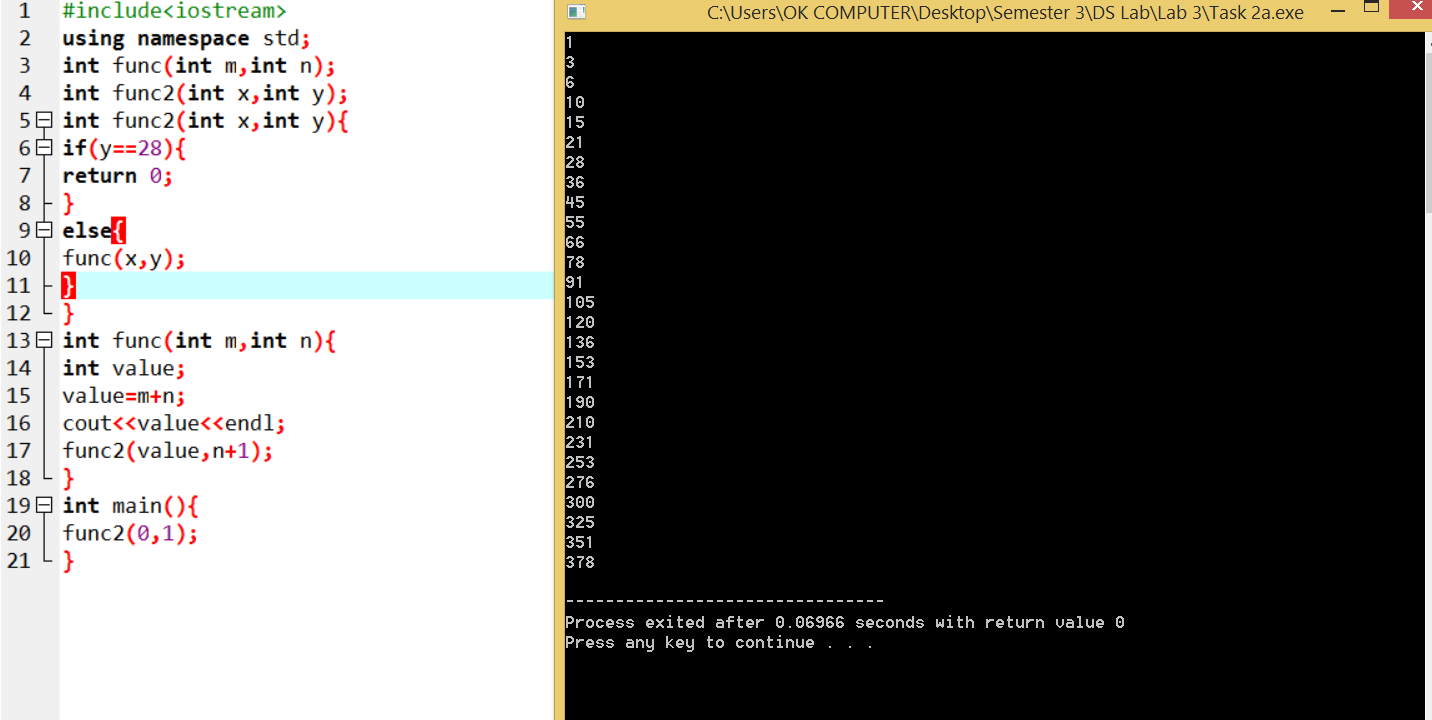 C:\Users\OK COMPUTER\Desktop\Semester 3\DS Lab\Lab 3\Task 2a.exe
1 #include<iostream>
2 using namespace std;
3 int func(int m,int n);
4 int func2(int x,int y);
5 int func2(int x,int y){
6 if(y==28){
7 return 0;
8 }
9 else{
10 func(x,y);
11 }
12 }
13 int func(int m,int n){
14 int value;
15 value=m+n;
16 cout<<value<<endl;
17 func2(value,n+1);
18 }
19 int main(){
20 func2(0,1);
21 }
1
3
6
10
15
21
28
36
45
55
66
78
91
105
120
136
153
171
190
210
231
253
276
300
325
351
378
--------------------------------
Process exited after 0.06966 seconds with return value 0
Press any key to continue . . .